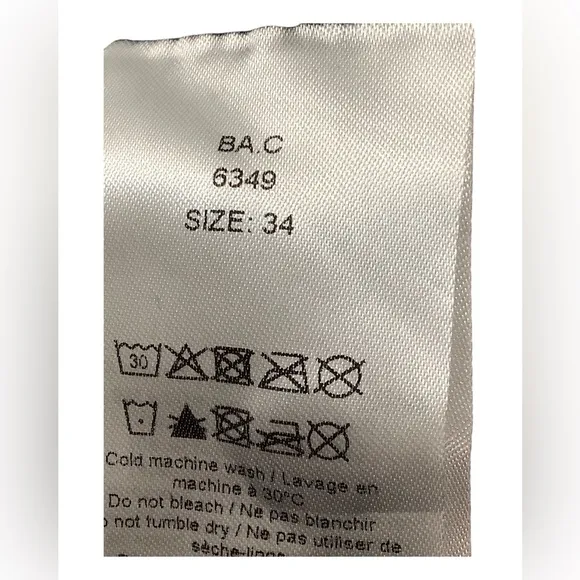 BA.C
6349
SIZE: 34
30
Cold machine wash / Lavage en
machine à 30°C
Do not bleach / Ne pas blanchir
not tumble dry / Ne pas utiliser de
sèche-linge